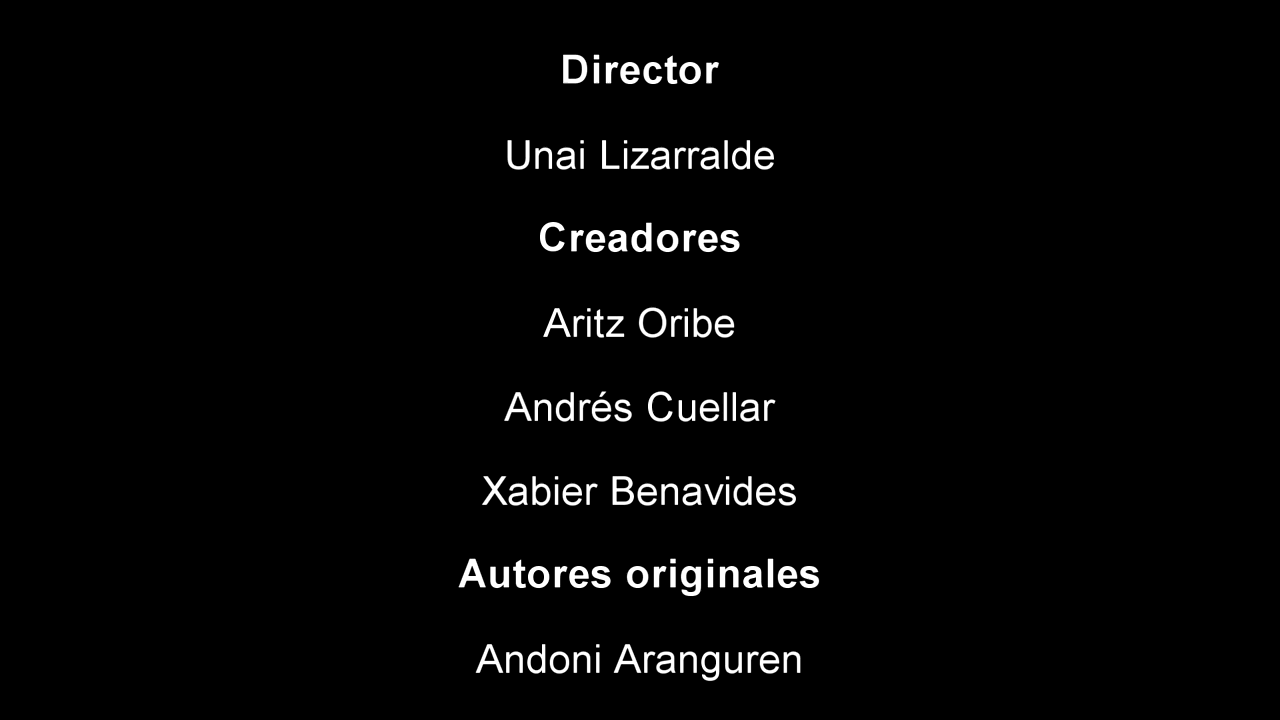 Director
Unai Lizarralde
Creadores
Aritz Oribe
Andrés Cuellar
Xabier Benavides
Autores originales
Andoni Aranguren